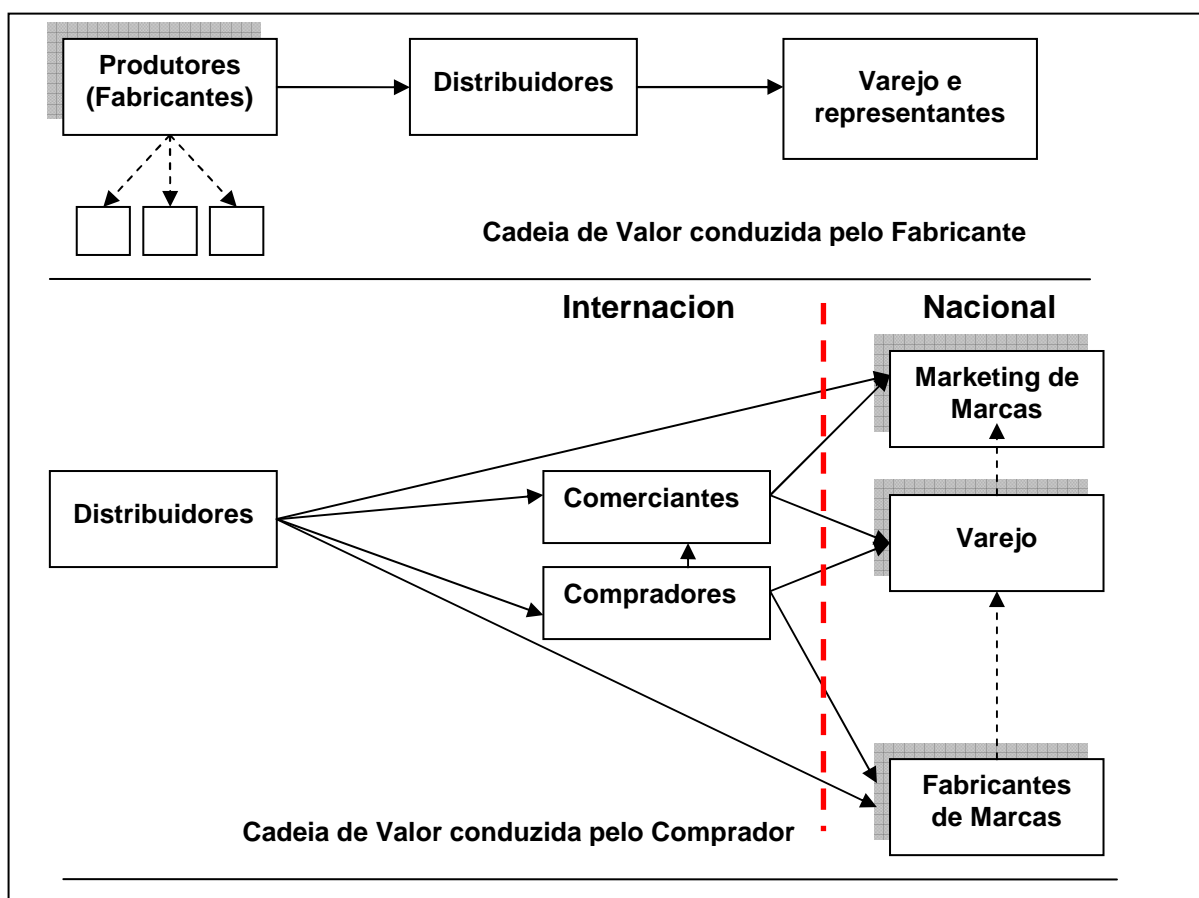 Produtores
(Fabricantes)
Distribuidores
Varejo e
representantes
Cadeia de Valor conduzida pelo Fabricante
Internacion
Nacional
Marketing de
Marcas
Distribuidores
Comerciantes
Varejo
Compradores
Fabricantes
de Marcas
Cadeia de Valor conduzida pelo Comprador